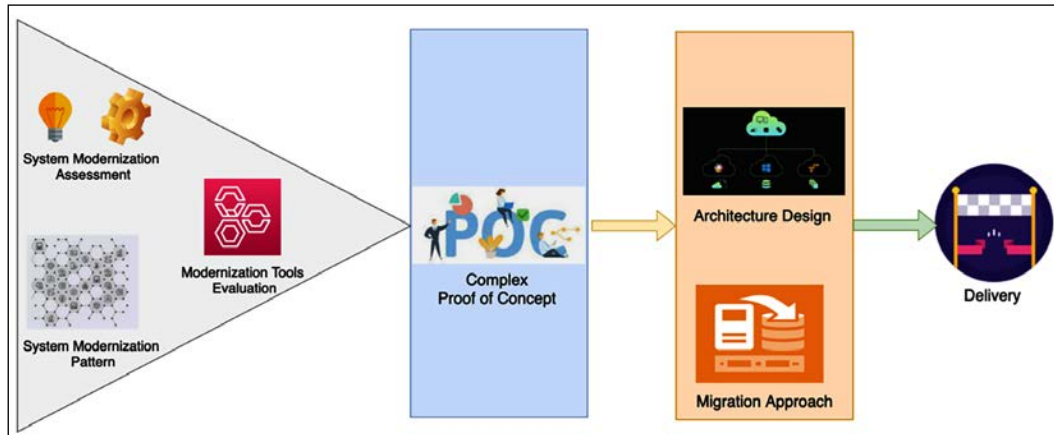 System Modernization
Assessment
Modernization Tools
Evaluation
System Modernization
Pattern
POC
Complex
Proof of Concept
Architecture Design
Migration Approach
Delivery